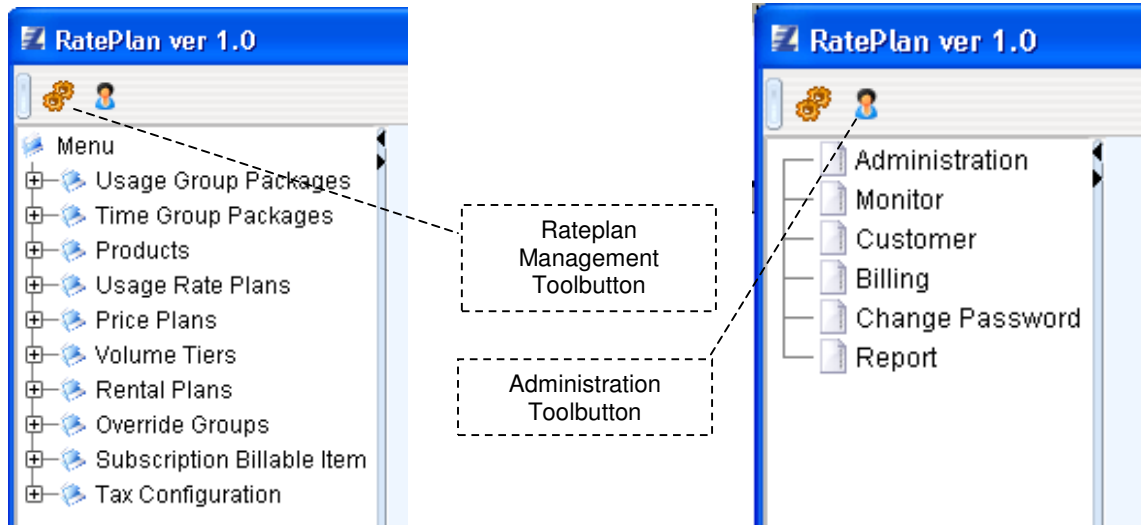 RatePlan ver 1.0
Menu
Usage Group Packages
Time Group Packages
Products
Usage Rate Plans
Price Plans
Volume Tiers
Rental Plans
Override Groups
Subscription Billable Item
Tax Configuration
Rateplan
Management
Toolbutton
Administration
Toolbutton
RatePlan ver 1.0
Administration
Monitor
Customer
Billing
Change Password
Report